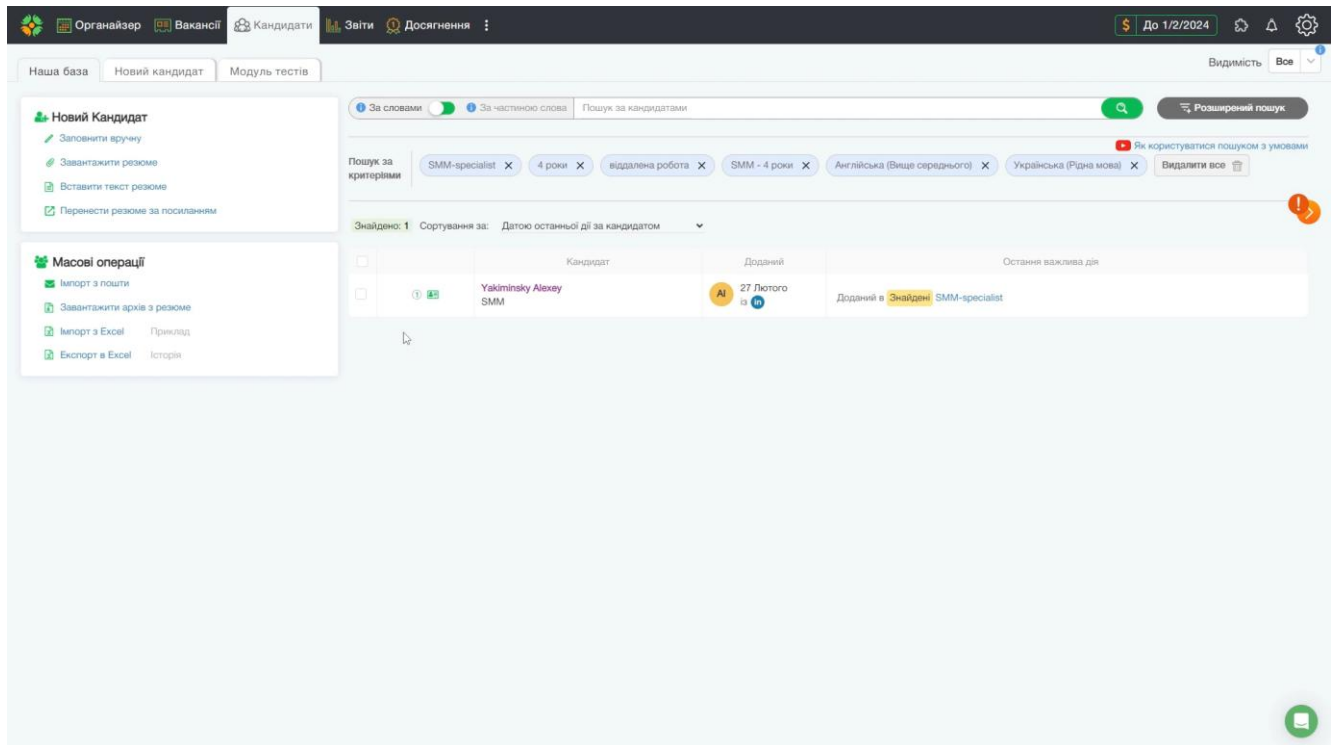 Органайзер Вакансії Кандидати Звіти Досягнення $ До 1/2/2024
Наша база Новий кандидат Модуль тестів Видимість Все
Новий Кандидат
Заповнити вручну
Завантажити резюме
Вставити текст резюме
Перенести резюме за посиланням
Масові операції
Імпорт з пошти
Завантажити архів з резюме
Імпорт з Excel Приклад
Експорт в Excel Історія
За словами За частиною слова Пошук за кандидатами Розширений пошук
Як користуватися пошуком з умовами
Пошук за критеріями
SMM-specialist X 4 роки X віддалена робота X SMM - 4 роки X Англійська (Вище середнього) X Українська (Рідна мова) X Видалити все
Знайдено: 1 Сортування за: Датою останньої дії за кандидатом
Кандидат Доданий Остання важлива дія
Yakiminsky Alexey
SMM
AI 27 Лютого
із in
Доданий в Знайдені SMM-specialist